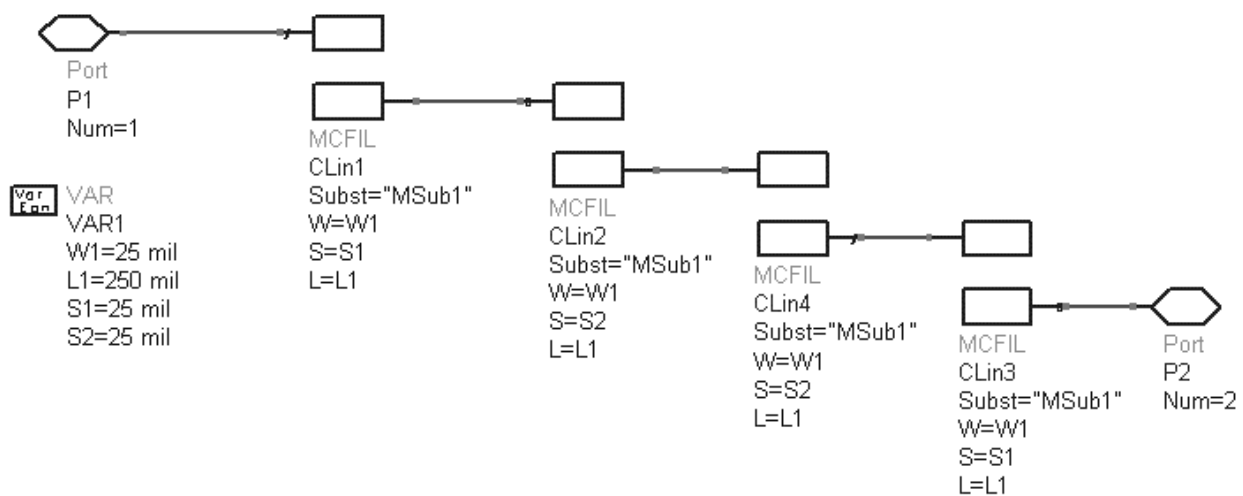 Port
P1
Num=1
Var
Eqn
VAR
VAR1
W1=25 mil
L1=250 mil
S1=25 mil
S2=25 mil
MCFIL
CLin1
Subst="MSub1"
W=W1
S=S1
L=L1
MCFIL
CLin2
Subst="MSub1"
W=W1
S=S2
L=L1
MCFIL
CLin4
Subst="MSub1"
W=W1
S=S2
L=L1
MCFIL
CLin3
Subst="MSub1"
W=W1
S=S1
L=L1
Port
P2
Num=2